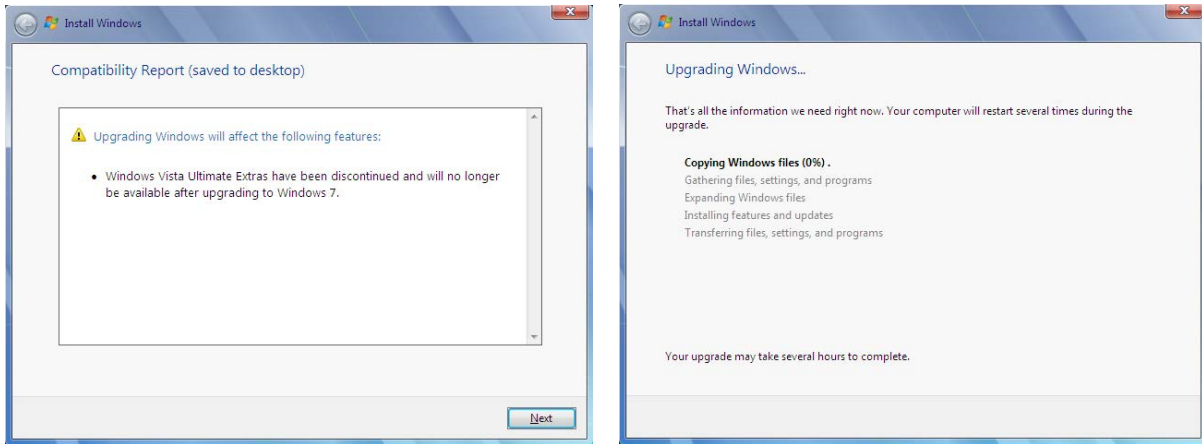 Install Windows
Compatibility Report (saved to desktop)
Upgrading Windows will affect the following features:
• Windows Vista Ultimate Extras have been discontinued and will no longer
be available after upgrading to Windows 7.
Next
Install Windows
Upgrading Windows...
That's all the information we need right now. Your computer will restart several times during the
upgrade.
Copying Windows files (0%) .
Gathering files, settings, and programs
Expanding Windows files
Installing features and updates
Transferring files, settings, and programs
Your upgrade may take several hours to complete.